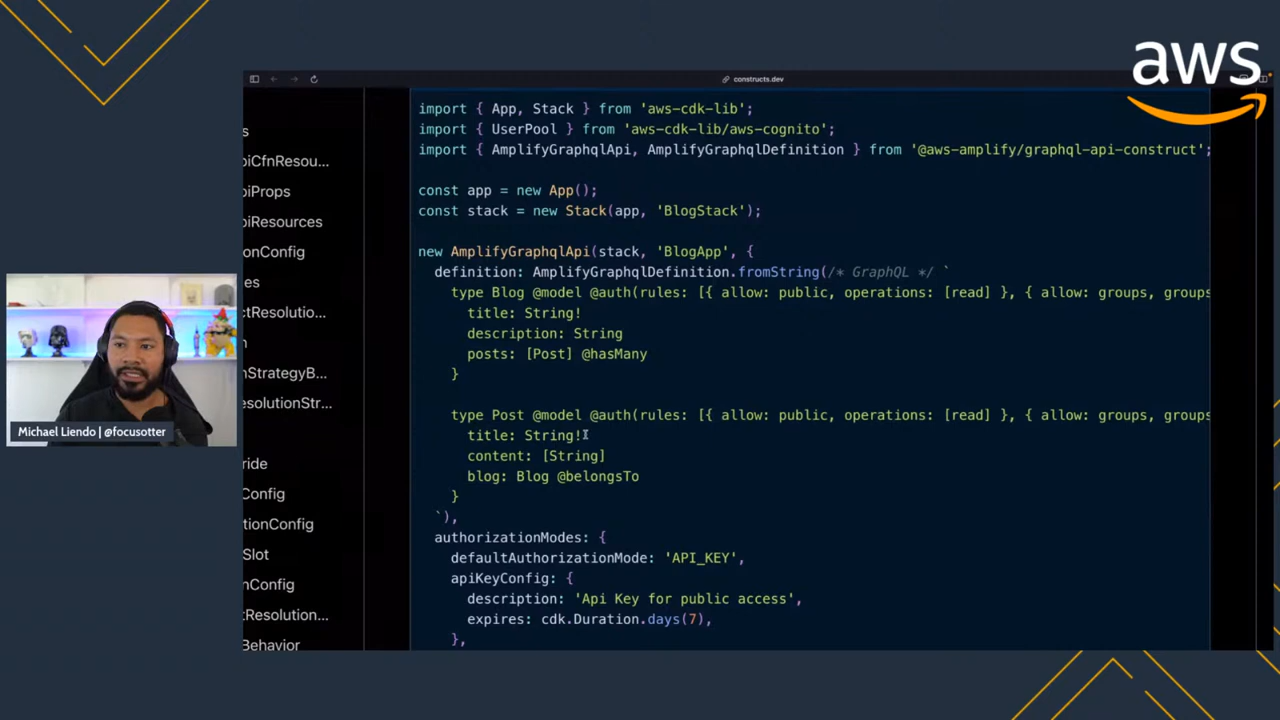 aws
constructs.dev
s
iCfnResou...
iProps
iResources
onConfig
es
ctResolutio...
n
nStrategyB...
esolutionStr...
ride
Config
tionConfig
Slot
nConfig
tResolution...
Behavior
import { App, Stack } from 'aws-cdk-lib';
import { UserPool } from 'aws-cdk-lib/aws-cognito';
import { AmplifyGraphqlApi, AmplifyGraphqlDefinition } from '@aws-amplify/graphql-api-construct';
const app = new App();
const stack = new Stack(app, 'BlogStack');
new AmplifyGraphqlApi(stack, 'BlogApp', {
definition: AmplifyGraphqlDefinition.fromString(/* GraphQL */ `
type Blog @model @auth(rules: [{ allow: public, operations: [read] }, { allow: groups, groups
title: String!
description: String
posts: [Post] @hasMany
}
type Post @model @auth(rules: [{ allow: public, operations: [read] }, { allow: groups, groups
title: String!
content: [String]
blog: Blog @belongsTo
}
`),
authorizationModes: {
defaultAuthorizationMode: 'API_KEY',
apiKeyConfig: {
description: 'Api Key for public access',
expires: cdk.Duration.days(7),
},
Michael Liendo | @focusotter